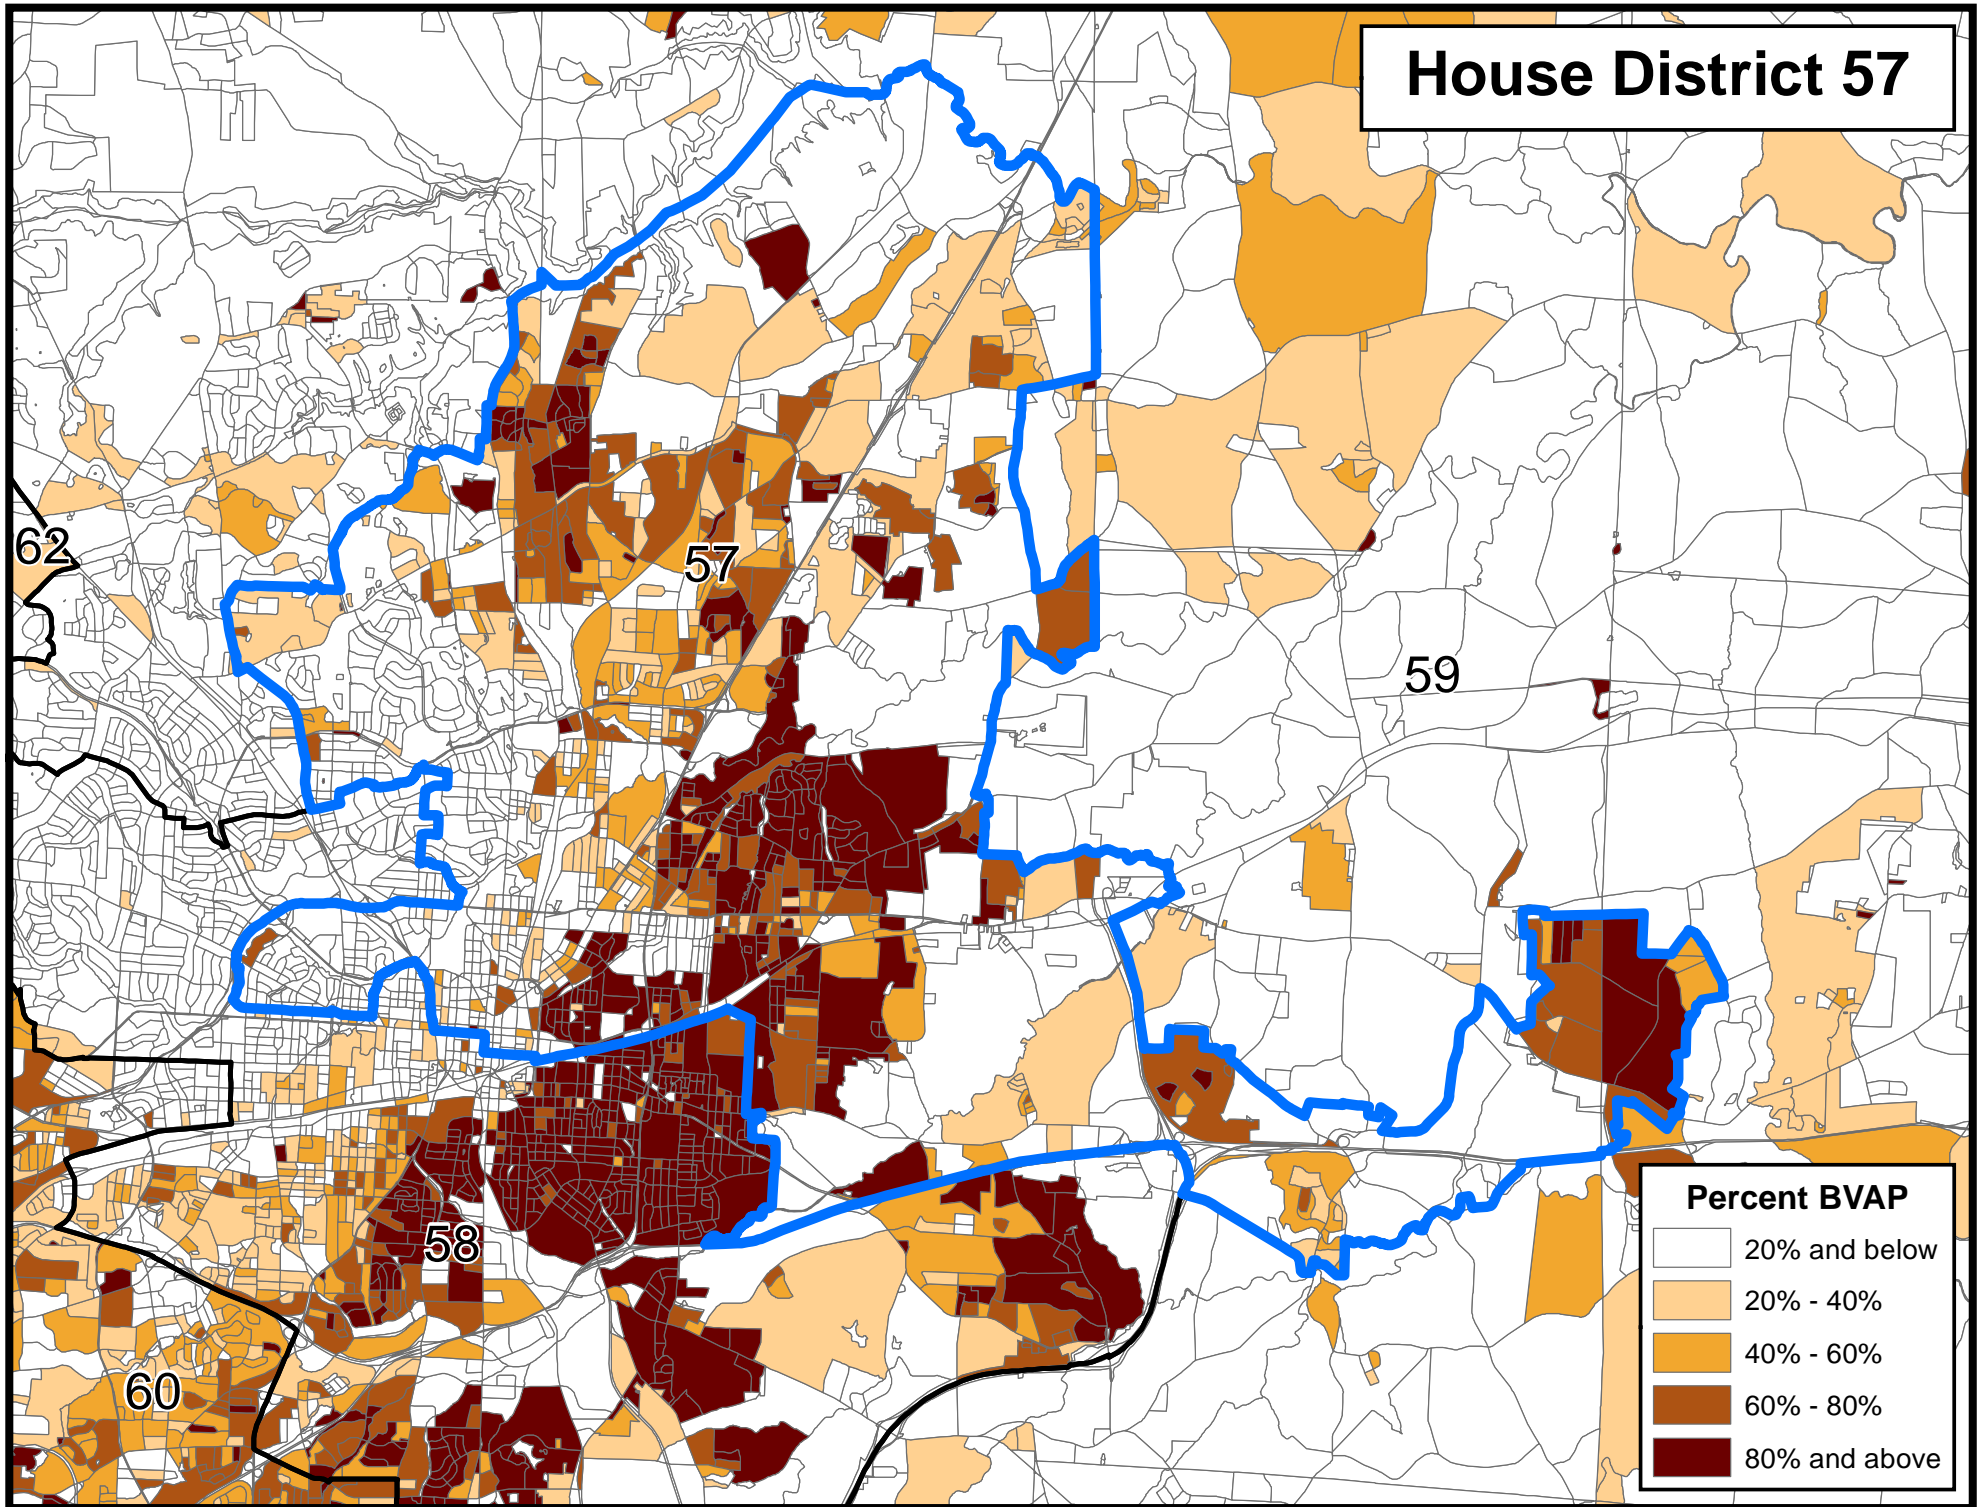 House District 57
62
57
59
58
60
Percent BVAP
20% and below
20% - 40%
40% - 60%
60% - 80%
80% and above